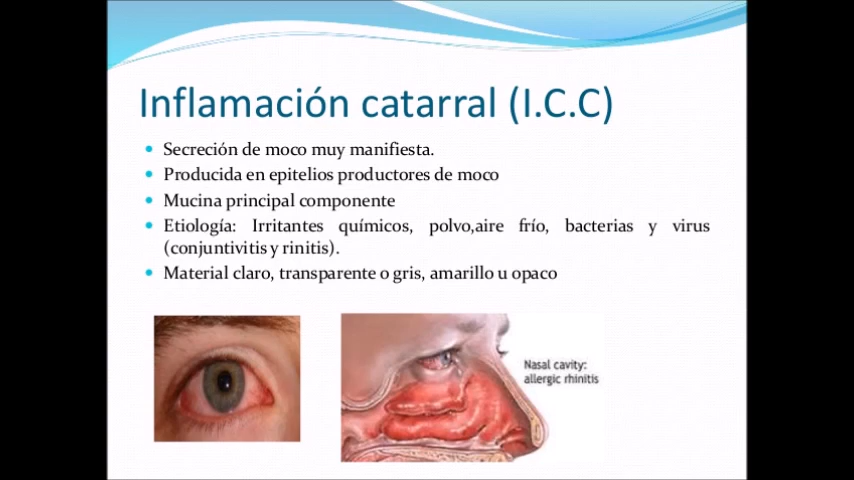 Inflamación catarral (I.C.C)
• Secreción de moco muy manifiesta.
• Producida en epitelios productores de moco
• Mucina principal componente
• Etiología: Irritantes químicos, polvo,aire frío, bacterias y virus
(conjuntivitis y rinitis).
• Material claro, transparente o gris, amarillo u opaco
Nasal cavity:
allergic rhinitis